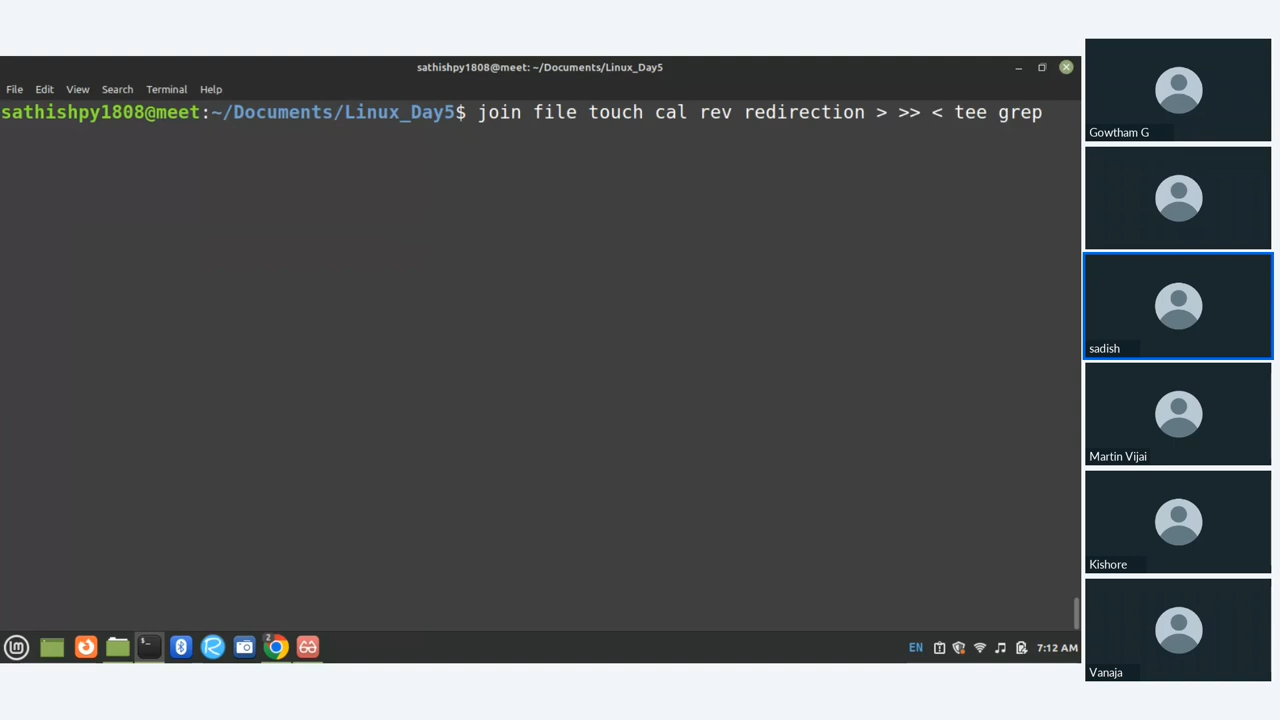 sathishpy1808@meet: ~/Documents/Linux_Day5
File Edit View Search Terminal Help
sathishpy1808@meet:~/Documents/Linux_Day5$ join file touch cal rev redirection > >> < tee grep
Gowtham G
sadish
Martin Vijai
Kishore
Vanaja
2
EN
7:12 AM